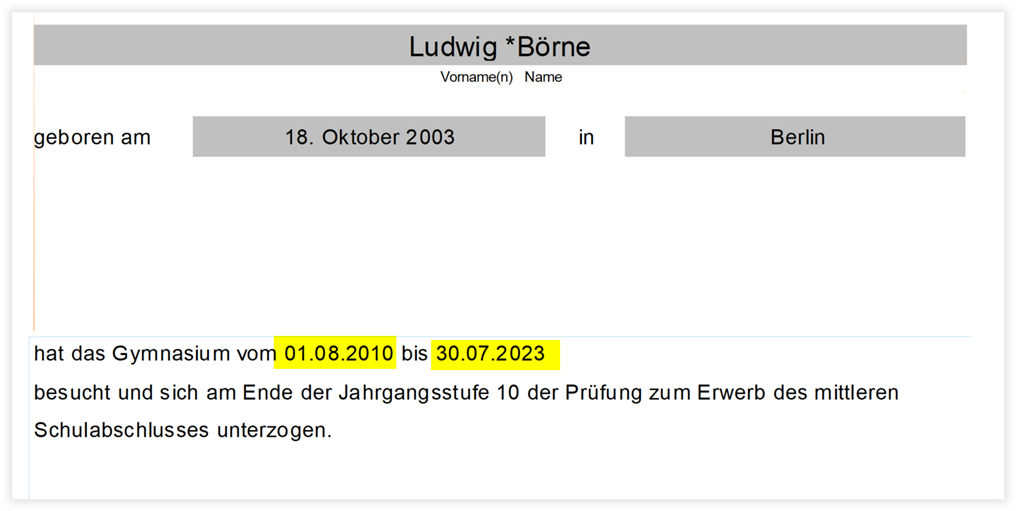 Ludwig *Börne
Vorname(n) Name
geboren am 18. Oktober 2003 in Berlin
hat das Gymnasium vom 01.08.2010 bis 30.07.2023
besucht und sich am Ende der Jahrgangsstufe 10 der Prüfung zum Erwerb des mittleren
Schulabschlusses unterzogen.